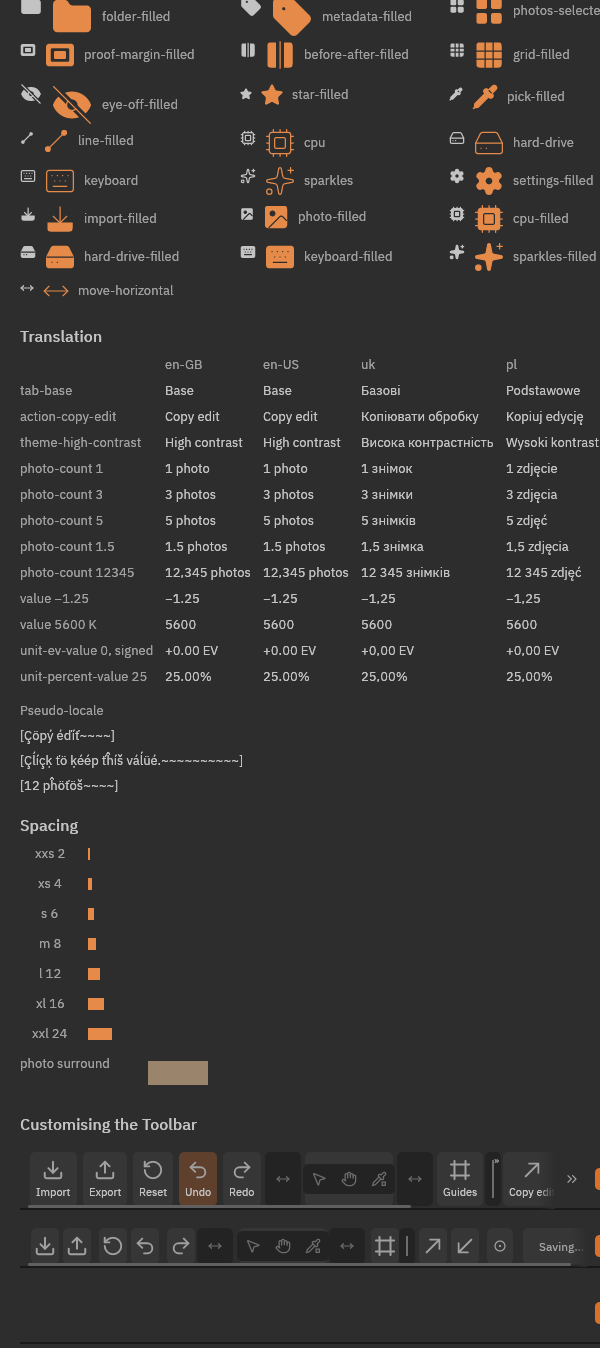 folder-filled metadata-filled photos-selecte
proof-margin-filled before-after-filled grid-filled
eye-off-filled star-filled pick-filled
line-filled cpu hard-drive
keyboard sparkles settings-filled
import-filled photo-filled cpu-filled
hard-drive-filled keyboard-filled sparkles-filled
move-horizontal
Translation
en-GB en-US uk pl
tab-base Base Base Базові Podstawowe
action-copy-edit Copy edit Copy edit Копіювати обробку Kopiuj edycję
theme-high-contrast High contrast High contrast Висока контрастність Wysoki kontrast
photo-count 1 1 photo 1 photo 1 знімок 1 zdjęcie
photo-count 3 3 photos 3 photos 3 знімки 3 zdjęcia
photo-count 5 5 photos 5 photos 5 знімків 5 zdjęć
photo-count 1.5 1.5 photos 1.5 photos 1,5 знімка 1,5 zdjęcia
photo-count 12345 12,345 photos 12,345 photos 12 345 знімків 12 345 zdjęć
value −1.25 −1.25 −1.25 −1,25 −1,25
value 5600 K 5600 5600 5600 5600
unit-ev-value 0, signed +0.00 EV +0.00 EV +0,00 EV +0,00 EV
unit-percent-value 25 25.00% 25.00% 25,00% 25,00%
Pseudo-locale
[Çöpý éďíť~~~~]
[Çĺíçķ ťö ķéép ťĥíš váĺüé.~~~~~~~~~~]
[12 pĥöťöš~~~~]
Spacing
xxs 2
xs 4
s 6
m 8
l 12
xl 16
xxl 24
photo surround
Customising the Toolbar
Import Export Reset Undo Redo Guides Copy edi
Saving...